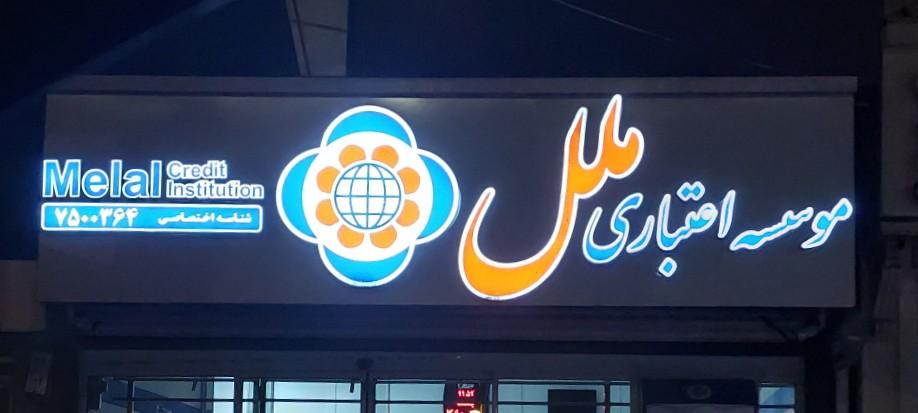 موسسه اعتباری ملل
Melal Credit Institution
شناسه اختصاصی ۷۵۰۰۳۶۴